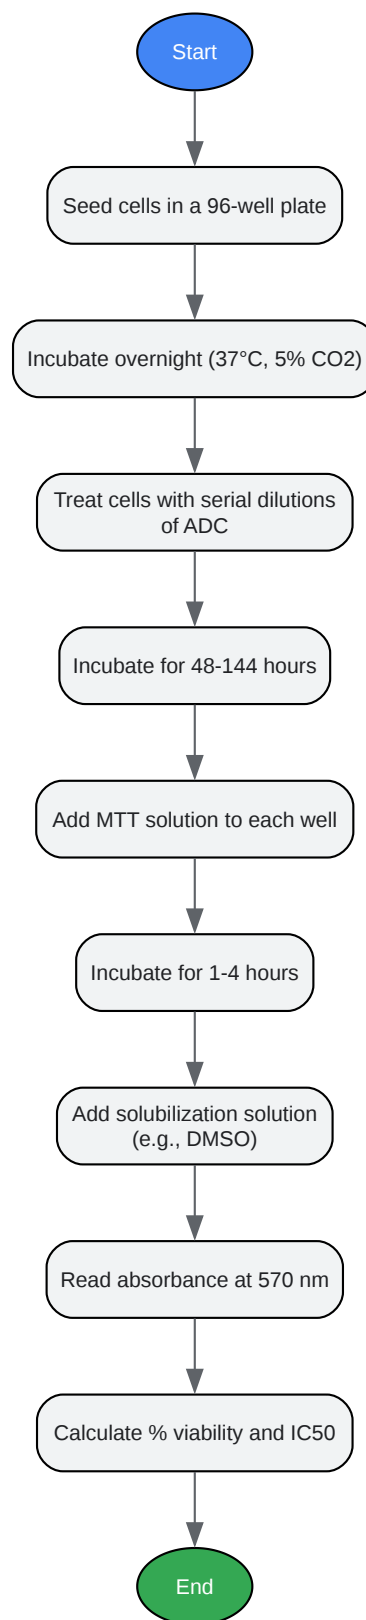 Start
Seed cells in a 96-well plate
Incubate overnight (37°C, 5% CO2)
Treat cells with serial dilutions
of ADC
Incubate for 48-144 hours
Add MTT solution to each well
Incubate for 1-4 hours
Add solubilization solution
(e.g., DMSO)
Read absorbance at 570 nm
Calculate % viability and IC50
End